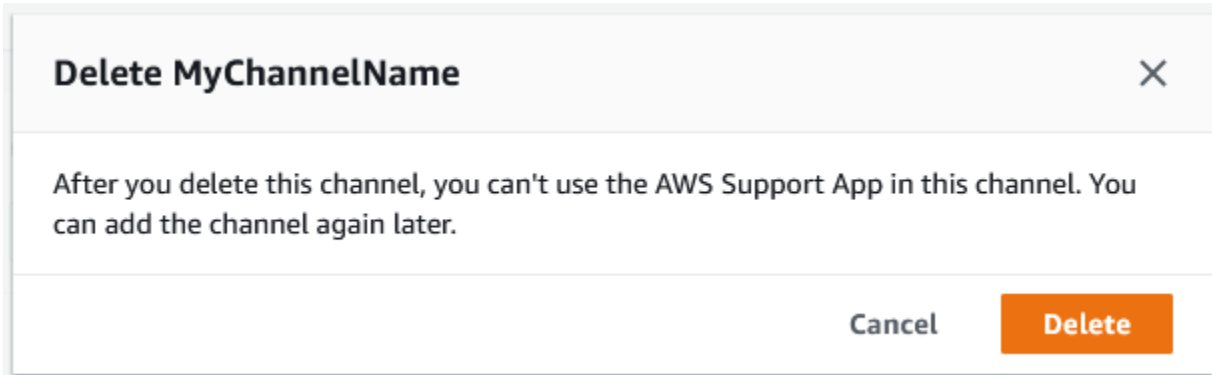 Delete MyChannelName
After you delete this channel, you can't use the AWS Support App in this channel. You
can add the channel again later.
Cancel
Delete